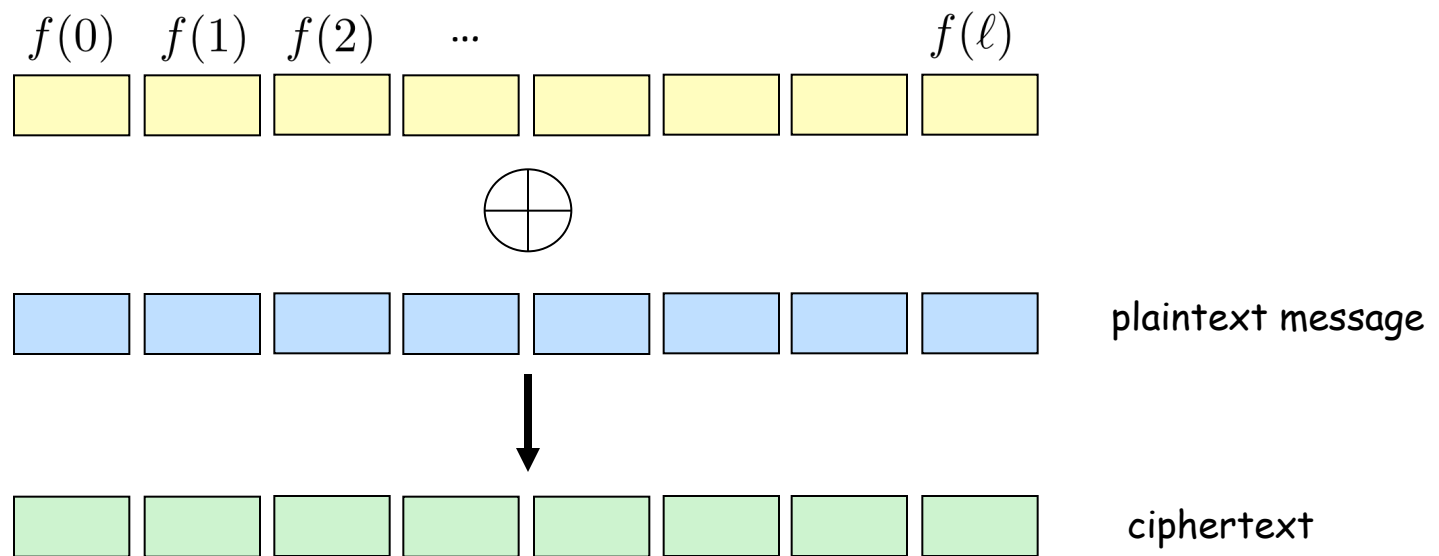 f(0) f(1) f(2) ... f(ℓ)
plaintext message
ciphertext